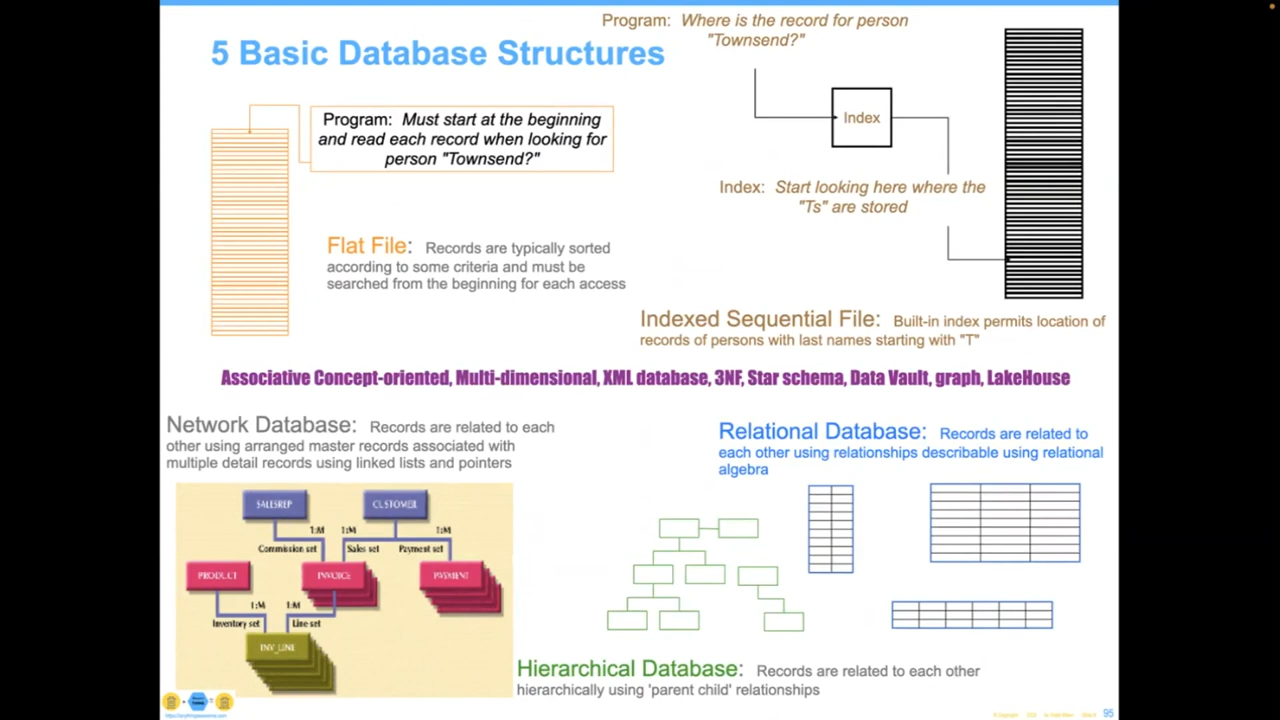 5 Basic Database Structures
Program: Where is the record for person
"Townsend?"
Program: Must start at the beginning
and read each record when looking for
person "Townsend?"
Index
Index: Start looking here where the
"Ts" are stored
Flat File: Records are typically sorted
according to some criteria and must be
searched from the beginning for each access
Indexed Sequential File: Built-in index permits location of
records of persons with last names starting with "T"
Associative Concept-oriented, Multi-dimensional, XML database, 3NF, Star schema, Data Vault, graph, LakeHouse
Network Database: Records are related to each
other using arranged master records associated with
multiple detail records using linked lists and pointers
Relational Database: Records are related to
each other using relationships describable using relational
algebra
SALESREP
CUSTOMER
1:M
1:M
1:M
Commission set
Sales set
Payment set
PRODUCT
INVOICE
PAYMENT
1:M
1:M
Inventory set
Line set
INV_LINE
Hierarchical Database: Records are related to each other
hierarchically using 'parent child' relationships
95